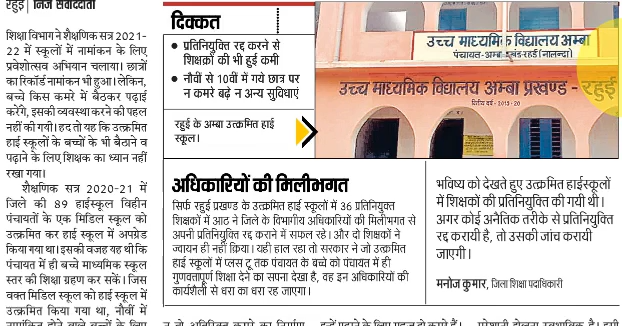 रहुई | निज संवाददाता
शिक्षा विभाग ने शैक्षणिक सत्र 2021-
22 में स्कूलों में नामांकन के लिए
प्रवेशोत्सव अभियान चलाया। छात्रों
का रिकॉर्ड नामांकन भी हुआ। लेकिन,
बच्चे किस कमरे में बैठकर पढ़ाई
करेंगे, इसकी व्यवस्था करने की पहल
नहीं की गयी। हद तो यह कि उत्क्रमित
हाई स्कूलों के बच्चों के भी बैठाने व
पढ़ाने के लिए शिक्षक का ध्यान नहीं
रखा गया।
शैक्षणिक सत्र 2020-21 में
जिले की 89 हाईस्कूल विहीन
पंचायतों के एक मिडिल स्कूल को
उत्क्रमित कर हाई स्कूल में अपग्रेड
किया गया था। इसकी वजह यह थी कि
पंचायत में ही बच्चे माध्यमिक स्कूल
स्तर की शिक्षा ग्रहण कर सकें। जिस
वक्त मिडिल स्कूल को हाई स्कूल में
उत्क्रमित किया गया था, नौवीं में
दिक्कत
• प्रतिनियुक्ति रद्द करने से
शिक्षकों की भी हुई कमी
• नौवीं से 10वीं में गये छात्र पर
न कमरे बढ़े न अन्य सुविधाएं
रहुई के अम्बा उत्क्रमित हाई
स्कूल।
उच्च माध्यमिक विद्यालय अम्बा
पंचायत-अम्बा
उच्च माध्यमिक विद्यालय अम्बा प्रखण्ड - रहुई
अधिकारियों की मिलीभगत
सिर्फ रहुई प्रखण्ड के उत्क्रमित हाई स्कूलों में 36 प्रतिनियुक्त
शिक्षकों में आठ ने जिले के विभागीय अधिकारियों की मिलीभगत से
अपनी प्रतिनियुक्ति रद्द कराने में सफल रहे। और दो शिक्षकों ने
ज्वायन ही नहीं क्रिया। यही हाल रहा तो सरकार ने जो उत्क्रमित
हाई स्कूलों में प्लस टू तक पंचायत के बच्चे को पंचायत में ही
गुणवत्तापूर्ण शिक्षा देने का सपना देखा है, वह इन अधिकारियों की
कार्यशैली से धरा का धरा रह जाएगा।
भविष्य को देखते हुए उत्क्रमित हाईस्कूलों
में शिक्षकों की प्रतिनियुक्ति की गयी थी।
अगर कोई अनैतिक तरीके से प्रतिनियुक्ति
रद्द करायी है, तो उसकी जांच करायी
जाएगी।
मनोज कुमार, जिला शिक्षा पदाधिकारी